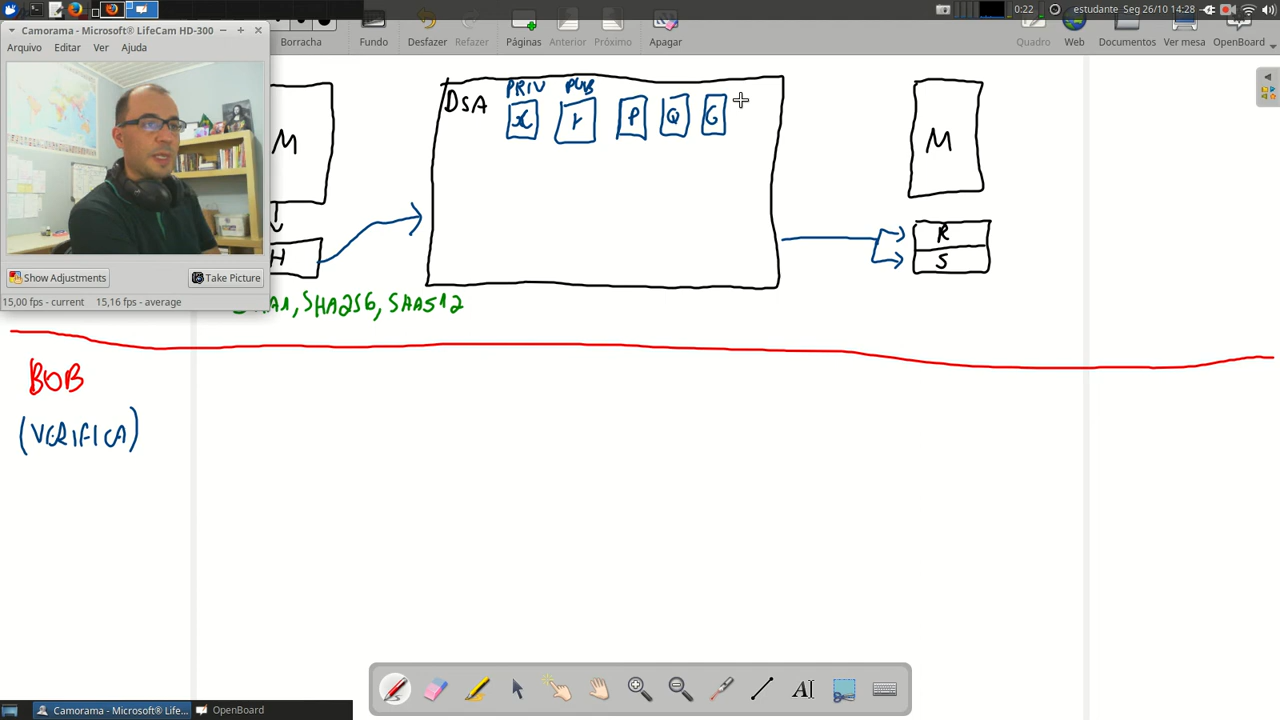 0:22 estudante Seg 26/10 14:28
Camorama - Microsoft® LifeCam HD-300
Arquivo Editar Ver Ajuda
Borracha Fundo Desfazer Refazer Páginas Anterior Próximo Apagar Quadro Web Documentos Ver mesa OpenBoard
Show Adjustments Take Picture
15,00 fps - current 15,16 fps - average
M
H
SHA256, SHA512
DSA
PRIV PUB
X Y P Q G
M
R
S
BOB
(VERIFICA)
Camorama - Microsoft® Life... OpenBoard